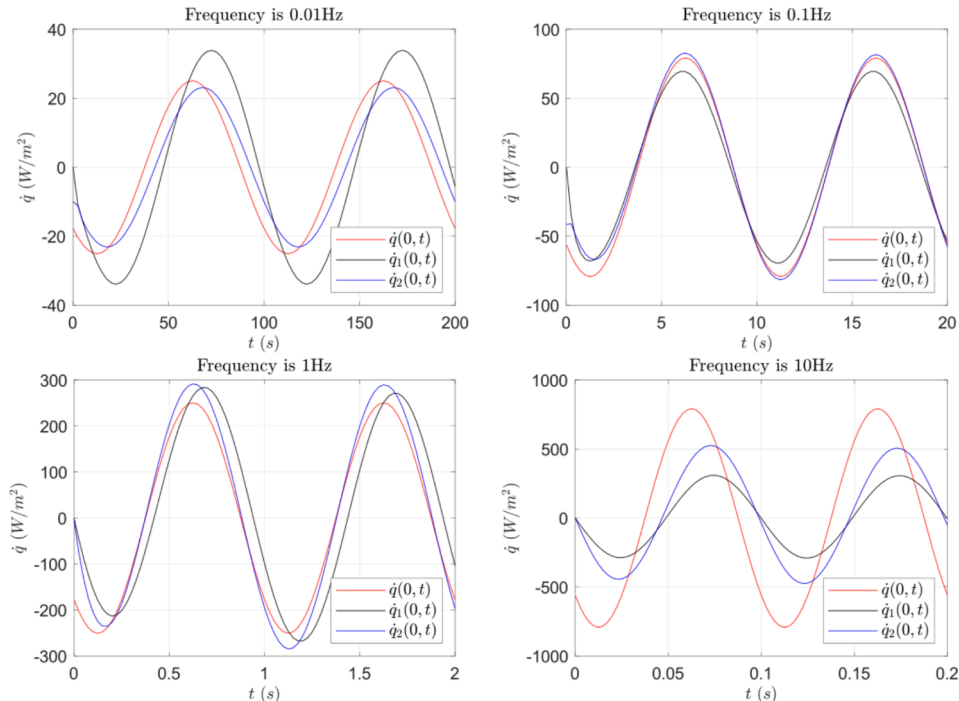 Frequency is 0.01Hz
40
20
0
-20
-40
q̇ (W/m²)
0
50
100
150
200
t (s)
q̇(0, t)
q̇₁(0, t)
q̇₂(0, t)
Frequency is 0.1Hz
100
50
0
-50
-100
q̇ (W/m²)
0
5
10
15
20
t (s)
q̇(0, t)
q̇₁(0, t)
q̇₂(0, t)
Frequency is 1Hz
300
200
100
0
-100
-200
-300
q̇ (W/m²)
0
0.5
1
1.5
2
t (s)
q̇(0, t)
q̇₁(0, t)
q̇₂(0, t)
Frequency is 10Hz
1000
500
0
-500
-1000
q̇ (W/m²)
0
0.05
0.1
0.15
0.2
t (s)
q̇(0, t)
q̇₁(0, t)
q̇₂(0, t)